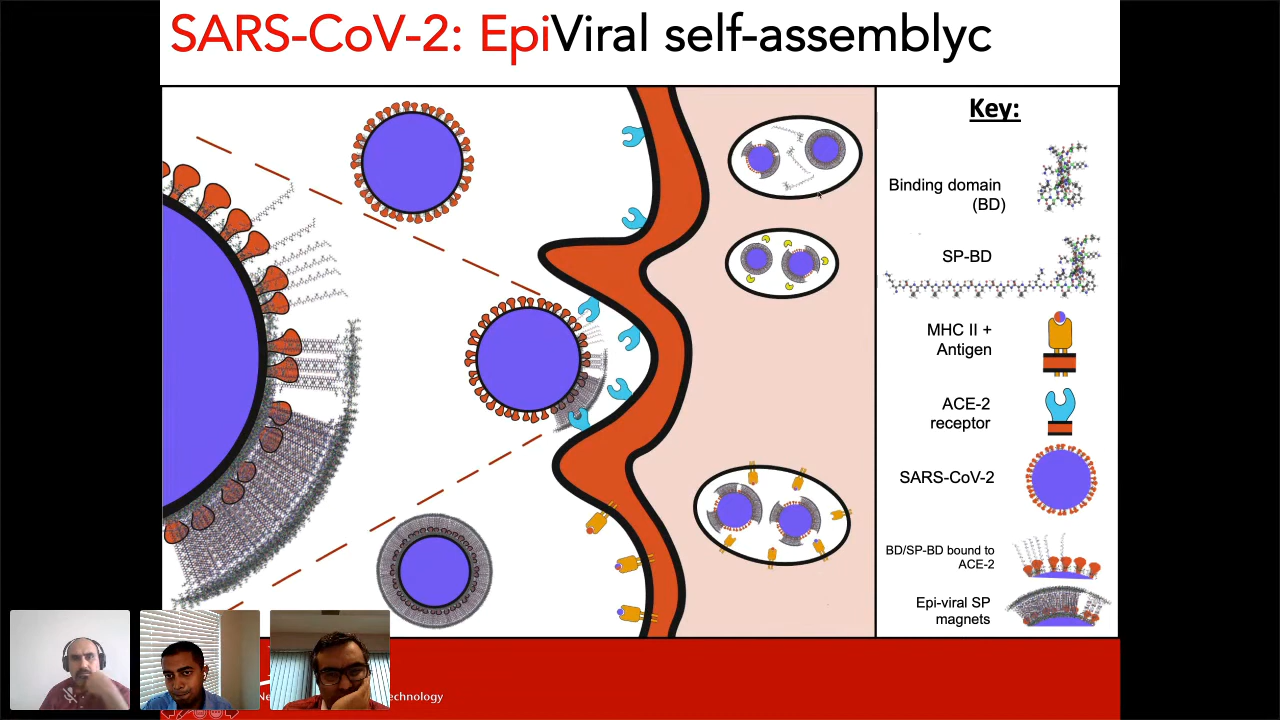 SARS-CoV-2: EpiViral self-assemblyc
Key:
Binding domain
(BD)
SP-BD
MHC II +
Antigen
ACE-2
receptor
SARS-CoV-2
BD/SP-BD bound to
ACE-2
Epi-viral SP
magnets